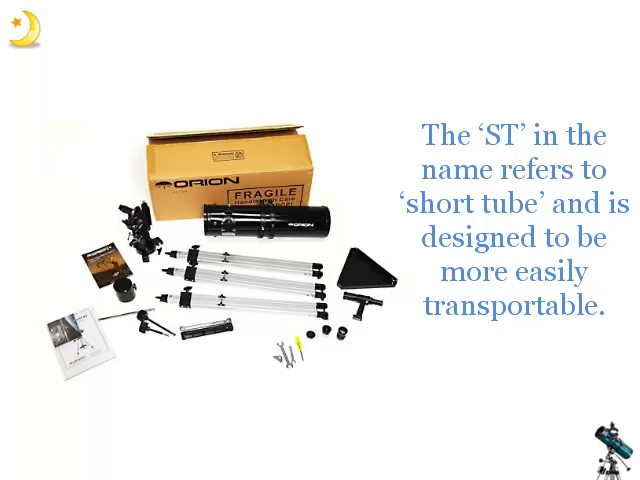 The ‘ST’ in the
name refers to
‘short tube’ and is
designed to be
more easily
transportable.
ORION
FRAGILE
Handle With Care
ORION